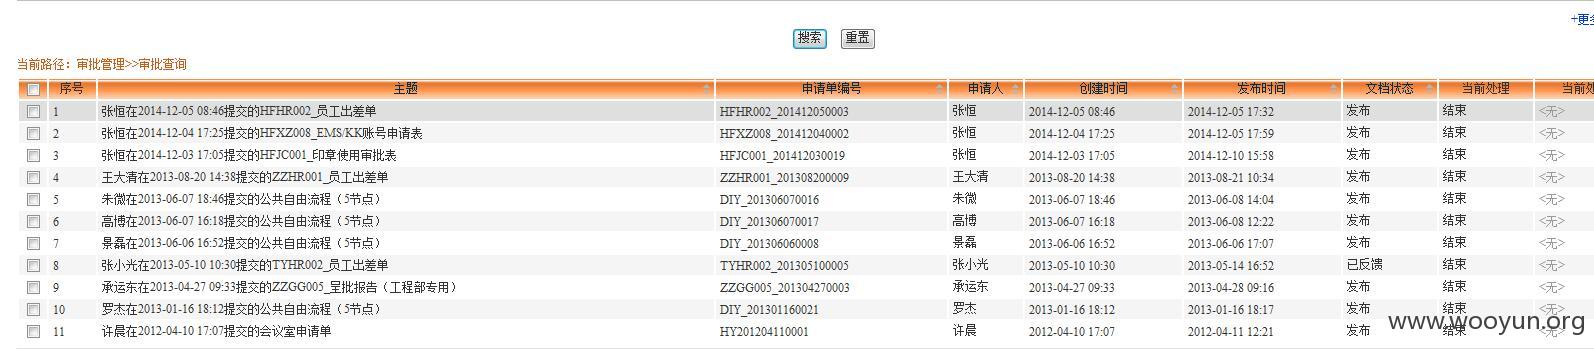 +更多
搜索 重置
当前路径：审批管理>>审批查询
序号 主题 申请单编号 申请人 创建时间 发布时间 文档状态 当前处理 当前处
1 张恒在2014-12-05 08:46提交的HFHR002_员工出差单 HFHR002_201412050003 张恒 2014-12-05 08:46 2014-12-05 17:32 发布 结束 <无>
2 张恒在2014-12-04 17:25提交的HFXZ008_EMS/KK账号申请表 HFXZ008_201412040002 张恒 2014-12-04 17:25 2014-12-05 17:59 发布 结束 <无>
3 张恒在2014-12-03 17:05提交的HFJC001_印章使用审批表 HFJC001_201412030019 张恒 2014-12-03 17:05 2014-12-10 15:58 发布 结束 <无>
4 王大清在2013-08-20 14:38提交的ZZHR001_员工出差单 ZZHR001_201308200009 王大清 2013-08-20 14:38 2013-08-21 10:34 发布 结束 <无>
5 朱微在2013-06-07 18:46提交的公共自由流程（5节点） DIY_201306070016 朱微 2013-06-07 18:46 2013-06-08 14:04 发布 结束 <无>
6 高博在2013-06-07 16:18提交的公共自由流程（5节点） DIY_201306070017 高博 2013-06-07 16:18 2013-06-08 12:22 发布 结束 <无>
7 景磊在2013-06-06 16:52提交的公共自由流程（5节点） DIY_201306060008 景磊 2013-06-06 16:52 2013-06-06 17:07 发布 结束 <无>
8 张小光在2013-05-10 10:30提交的TYHR002_员工出差单 TYHR002_201305100005 张小光 2013-05-10 10:30 2013-05-14 16:52 已反馈 结束 <无>
9 承运东在2013-04-27 09:33提交的ZZGG005_呈批报告（工程部专用） ZZGG005_201304270003 承运东 2013-04-27 09:33 2013-04-28 09:16 发布 结束 <无>
10 罗杰在2013-01-16 18:12提交的公共自由流程（5节点） DIY_201301160021 罗杰 2013-01-16 18:12 2013-01-16 18:17 发布 结束 <无>
11 许晨在2012-04-10 17:07提交的会议室申请单 HY201204110001 许晨 2012-04-10 17:07 2012-04-11 12:21 发布 结束 <无>
www.wooyun.org